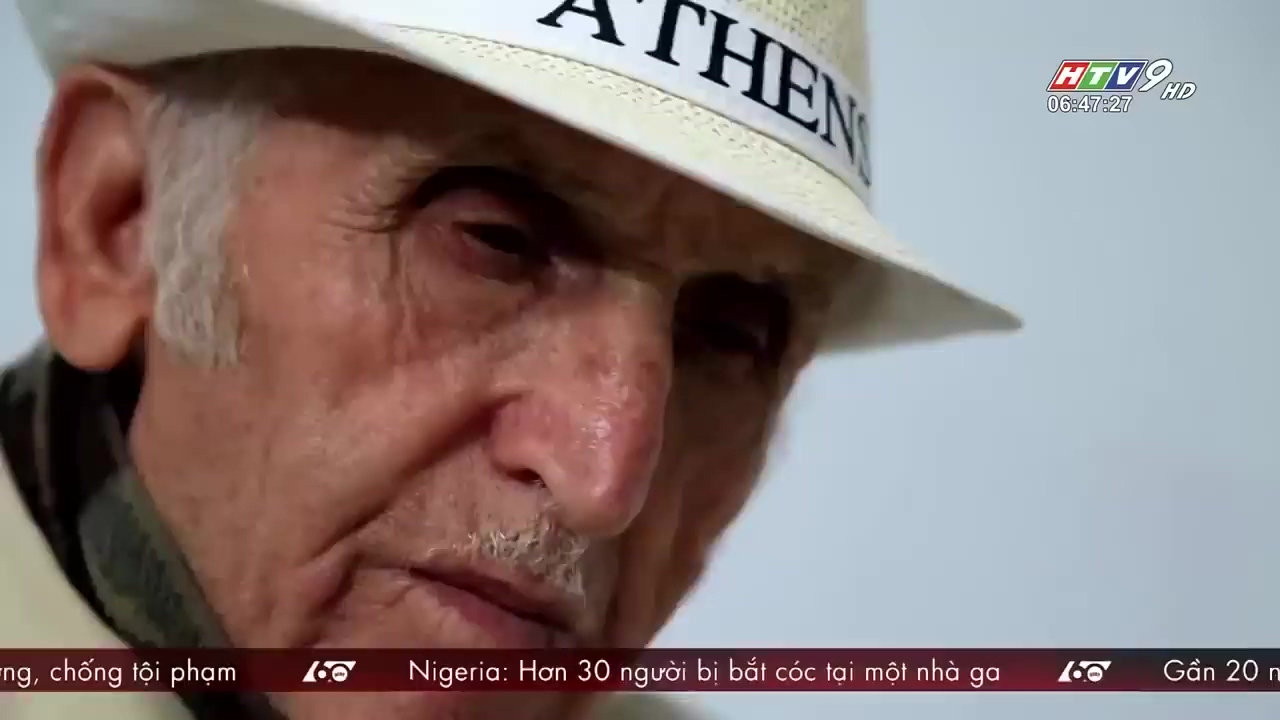 ATHENS
HTV9 HD
06:47:27
chống tội phạm
Nigeria: Hơn 30 người bị bắt cóc tại một nhà ga
Gần 20